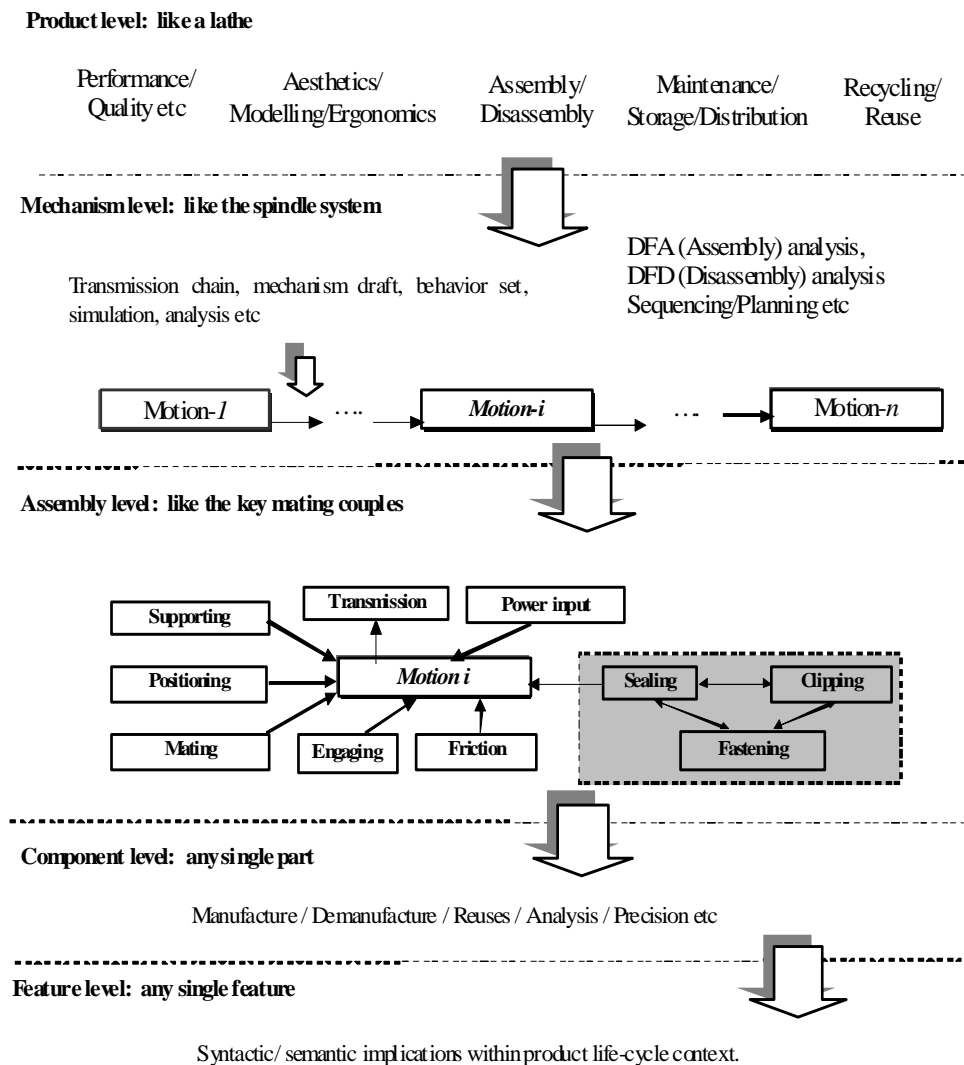 Product level: like a lathe
Performance/
Quality etc
Aesthetics/
Modelling/Ergonomics
Assembly/
Disassembly
Maintenance/
Storage/Distribution
Recycling/
Reuse
Mechanism level: like the spindle system
Transmission chain, mechanism draft, behavior set,
simulation, analysis etc
DFA (Assembly) analysis,
DFD (Disassembly) analysis
Sequencing/Planning etc
Motion-1
....
Motion-i
....
Motion-n
Assembly level: like the key mating couples
Transmission
Power input
Supporting
Motion i
Positioning
Sealing
Clipping
Mating
Engaging
Friction
Fastening
Component level: any single part
Manufacture / Demanufacture / Reuses / Analysis / Precision etc
Feature level: any single feature
Syntactic/ semantic implications within product life-cycle context.